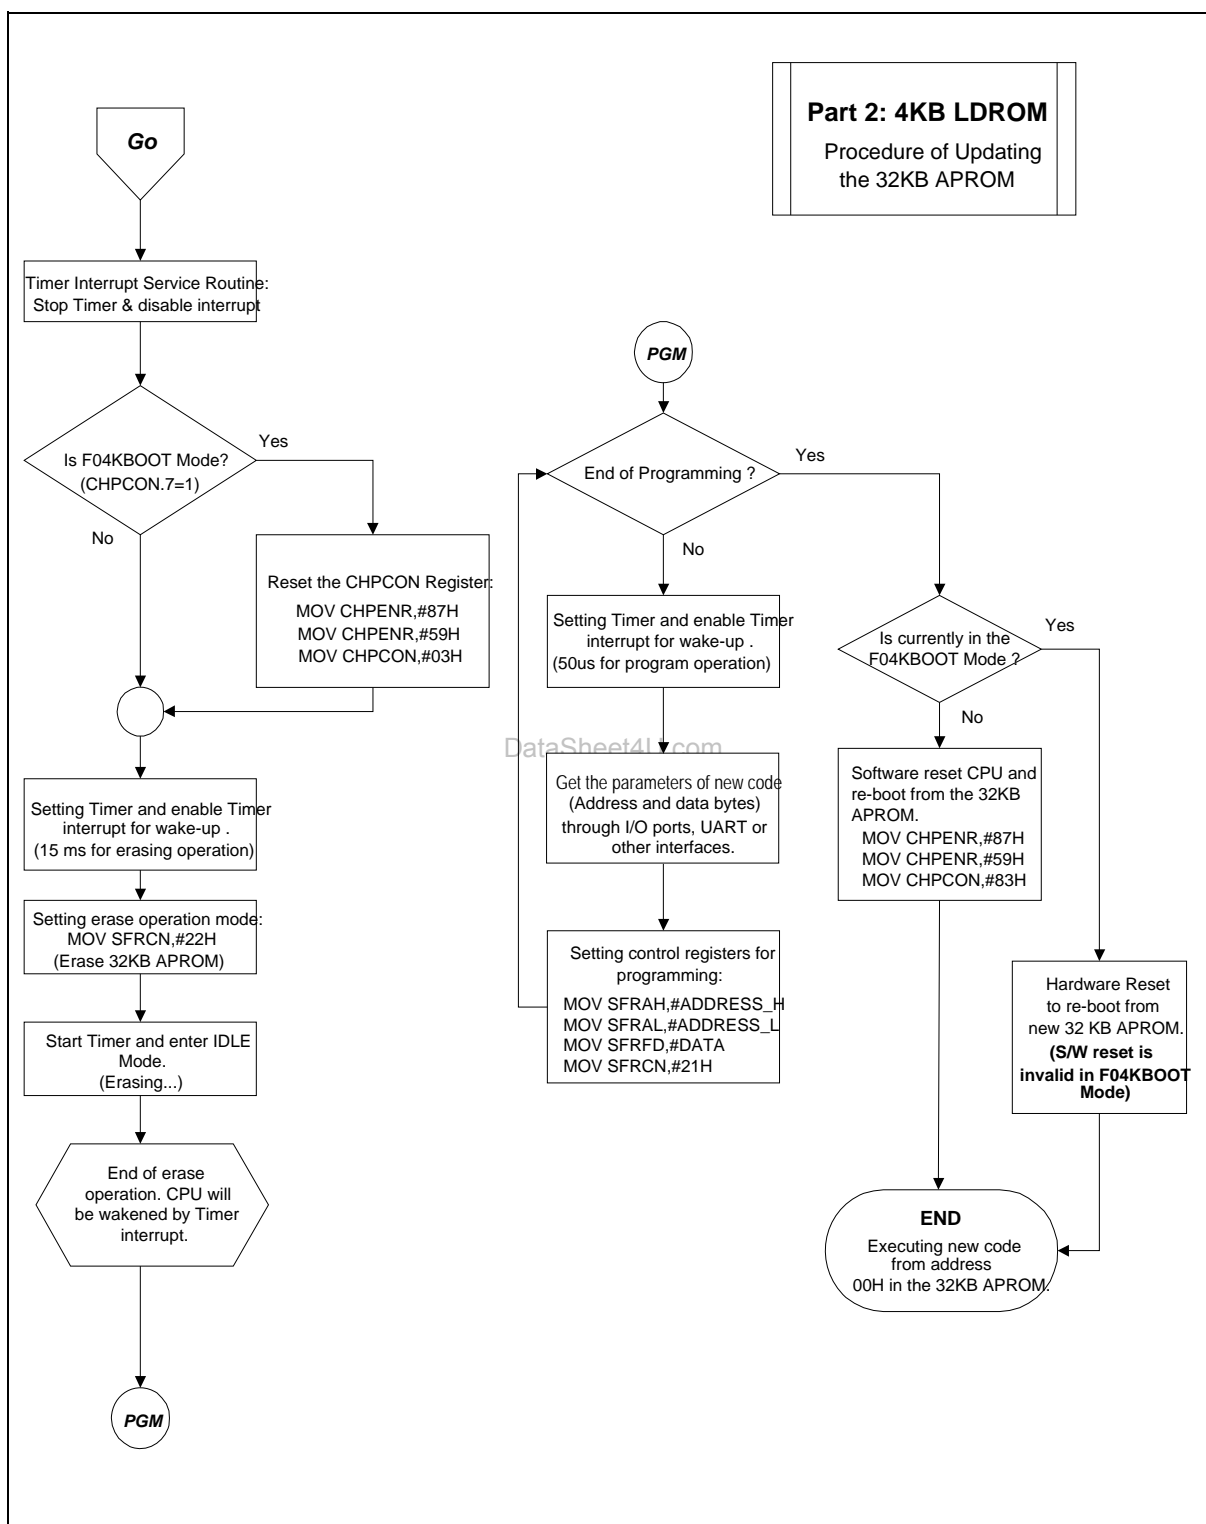 Part 2: 4KB LDROM
Procedure of Updating
the 32KB APROM
Go
Timer Interrupt Service Routine:
Stop Timer & disable interrupt
Is F04KBOOT Mode?
(CHPCON.7=1)
Yes
No
Reset the CHPCON Register:
MOV CHPENR,#87H
MOV CHPENR,#59H
MOV CHPCON,#03H
Setting Timer and enable Timer
interrupt for wake-up .
(15 ms for erasing operation)
Setting erase operation mode:
MOV SFRCN,#22H
(Erase 32KB APROM)
Start Timer and enter IDLE
Mode.
(Erasing...)
End of erase
operation. CPU will
be wakened by Timer
interrupt.
PGM
PGM
End of Programming ?
Yes
No
Setting Timer and enable Timer
interrupt for wake-up .
(50us for program operation)
DataSheet4U.com
Get the parameters of new code
(Address and data bytes)
through I/O ports, UART or
other interfaces.
Setting control registers for
programming:
MOV SFRAH,#ADDRESS_H
MOV SFRAL,#ADDRESS_L
MOV SFRFD,#DATA
MOV SFRCN,#21H
Is currently in the
F04KBOOT Mode ?
Yes
No
Software reset CPU and
re-boot from the 32KB
APROM.
MOV CHPENR,#87H
MOV CHPENR,#59H
MOV CHPCON,#83H
Hardware Reset
to re-boot from
new 32 KB APROM.
(S/W reset is
invalid in F04KBOOT
Mode)
END
Executing new code
from address
00H in the 32KB APROM.